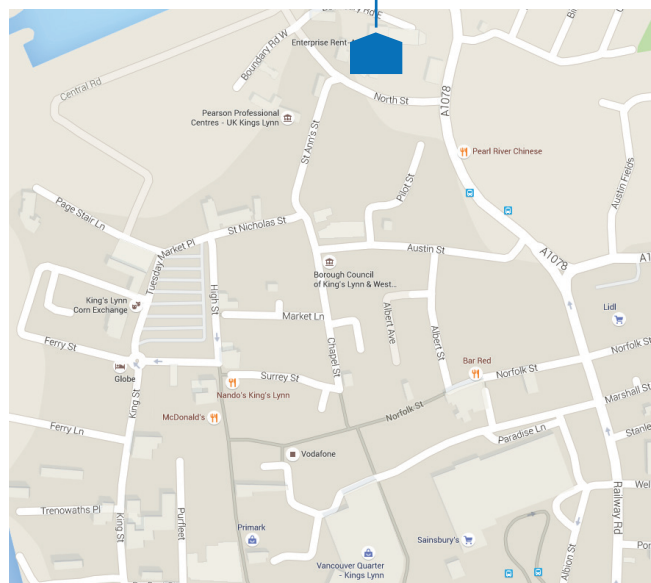 Boundary Rd E
Enterprise Rent-
Boundary Rd W
Central Rd
North St
A1078
Pearson Professional
Centres - UK Kings Lynn
St Ann's St
Pearl River Chinese
Austin Fields
Pilot St
Page Stair Ln
St Nicholas St
Tuesday Market Pl
Austin St
A1078
Borough Council
of King's Lynn & West...
High St
King's Lynn
Corn Exchange
Market Ln
Albert Ave
Albert St
Lidl
Ferry St
Chapel St
Bar Red
Norfolk St
Norfolk St
Globe
Surrey St
Nando's King's Lynn
Marshall St
King St
McDonald's
Norfolk St
Ferry Ln
Paradise Ln
Vodafone
Railway Rd
Trenowaths Pl
Purfleet
King St
Primark
Sainsbury's
Albion St
Vancouver Quarter
- Kings Lynn